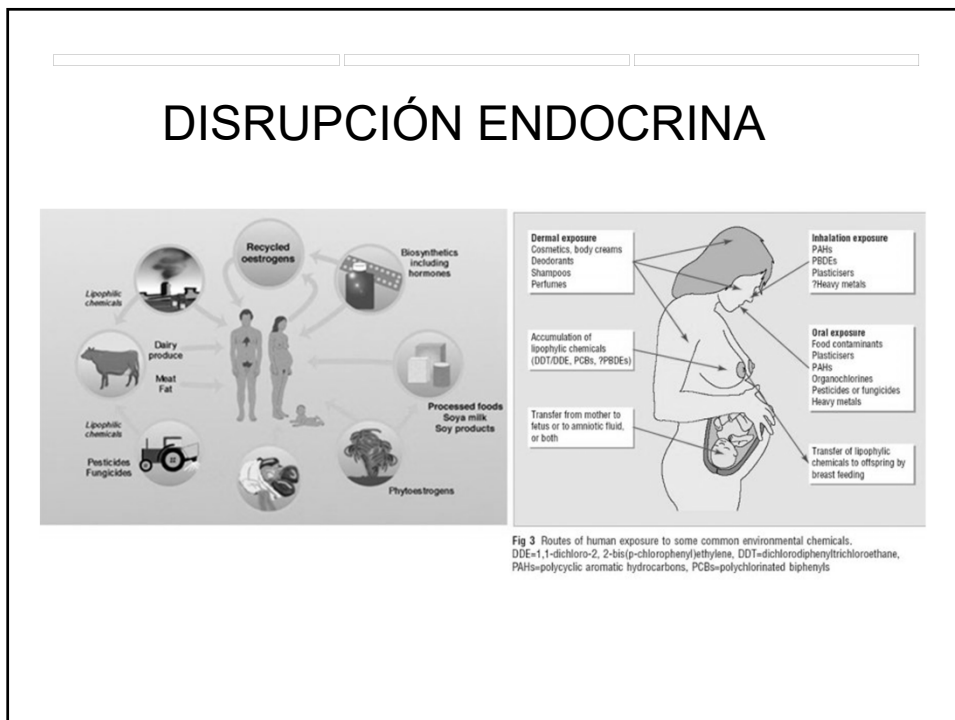 DISRUPCIÓN ENDOCRINA
Recycled
oestrogens
Biosynthetics
including
hormones
Lipophilic
chemicals
Dairy
produce
Meat
Fat
Lipophilic
chemicals
Pesticides
Fungicides
Processed foods
Soya milk
Soy products
Phytoestrogens
Dermal exposure
Cosmetics, body creams
Deodorants
Shampoos
Perfumes
Accumulation of
lipophylic chemicals
(DDT/DDE, PCBs, ?PBDEs)
Transfer from mother to
fetus or to amniotic fluid,
or both
Inhalation exposure
PAHs
PBDEs
Plasticisers
?Heavy metals
Oral exposure
Food contaminants
Plasticisers
PAHs
Organochlorines
Pesticides or fungicides
Heavy metals
Transfer of lipophylic
chemicals to offspring by
breast feeding
Fig 3 Routes of human exposure to some common environmental chemicals.
DDE=1,1-dichloro-2, 2-bis(p-chlorophenyl)ethylene, DDT=dichlorodiphenyltrichloroethane,
PAHs=polycyclic aromatic hydrocarbons, PCBs=polychlorinated biphenyls